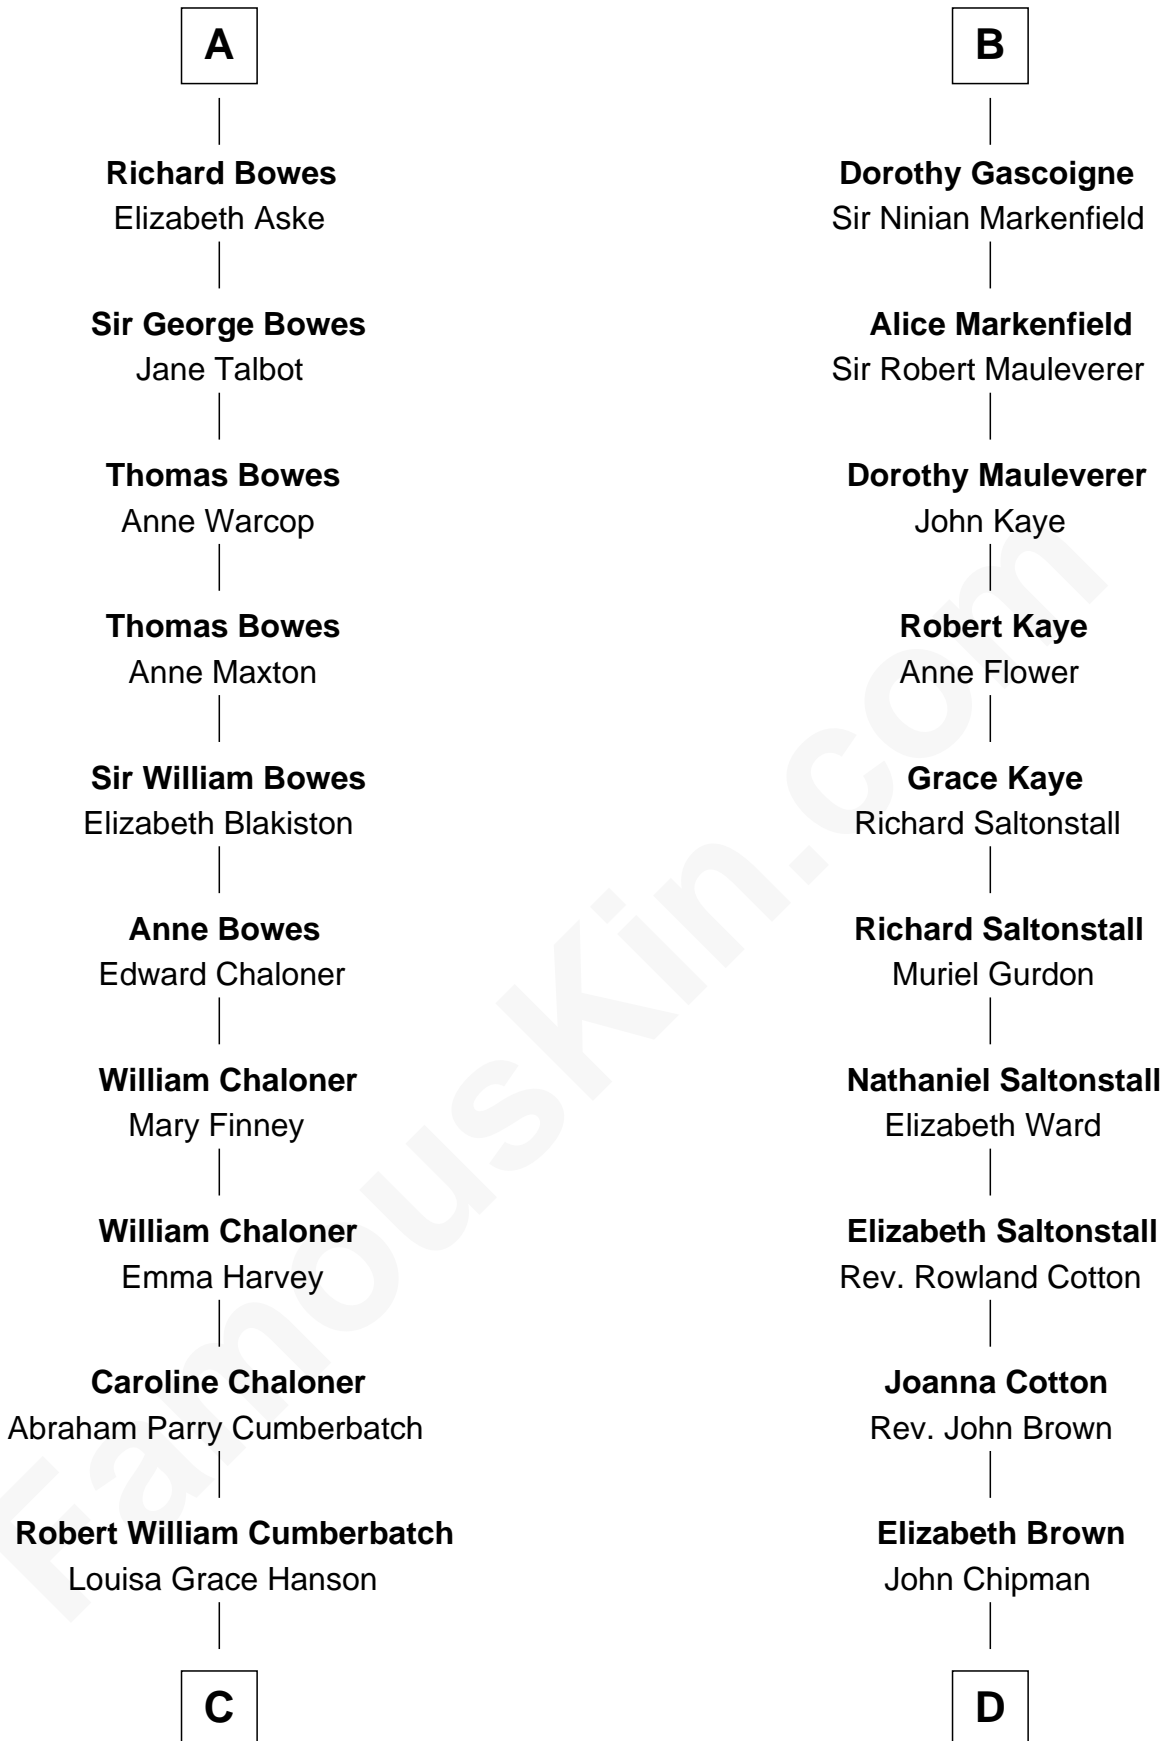 A
Richard Bowes
Elizabeth Aske
Sir George Bowes
Jane Talbot
Thomas Bowes
Anne Warcop
Thomas Bowes
Anne Maxton
Sir William Bowes
Elizabeth Blakiston
Anne Bowes
Edward Chaloner
William Chaloner
Mary Finney
William Chaloner
Emma Harvey
Caroline Chaloner
Abraham Parry Cumberbatch
Robert William Cumberbatch
Louisa Grace Hanson
C
B
Dorothy Gascoigne
Sir Ninian Markenfield
Alice Markenfield
Sir Robert Mauleverer
Dorothy Mauleverer
John Kaye
Robert Kaye
Anne Flower
Grace Kaye
Richard Saltonstall
Richard Saltonstall
Muriel Gurdon
Nathaniel Saltonstall
Elizabeth Ward
Elizabeth Saltonstall
Rev. Rowland Cotton
Joanna Cotton
Rev. John Brown
Elizabeth Brown
John Chipman
D
FamousKin.com